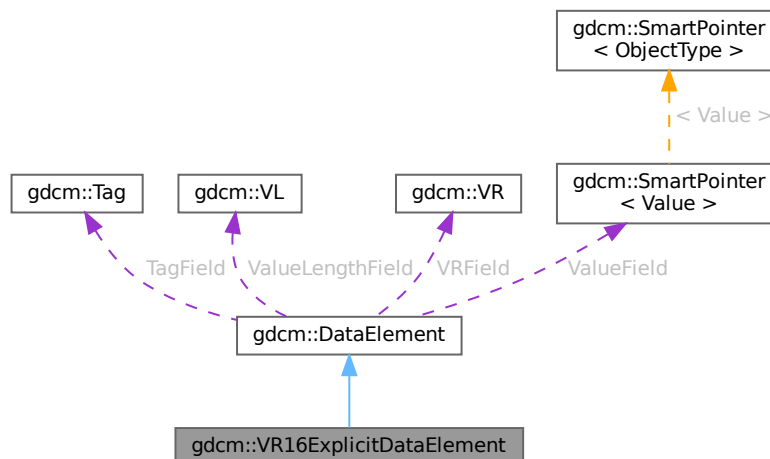 gdcm::SmartPointer
< ObjectType >
< Value >
gdcm::Tag
gdcm::VL
gdcm::VR
gdcm::SmartPointer
< Value >
TagField
ValueLengthField
VRField
ValueField
gdcm::DataElement
gdcm::VR16ExplicitDataElement